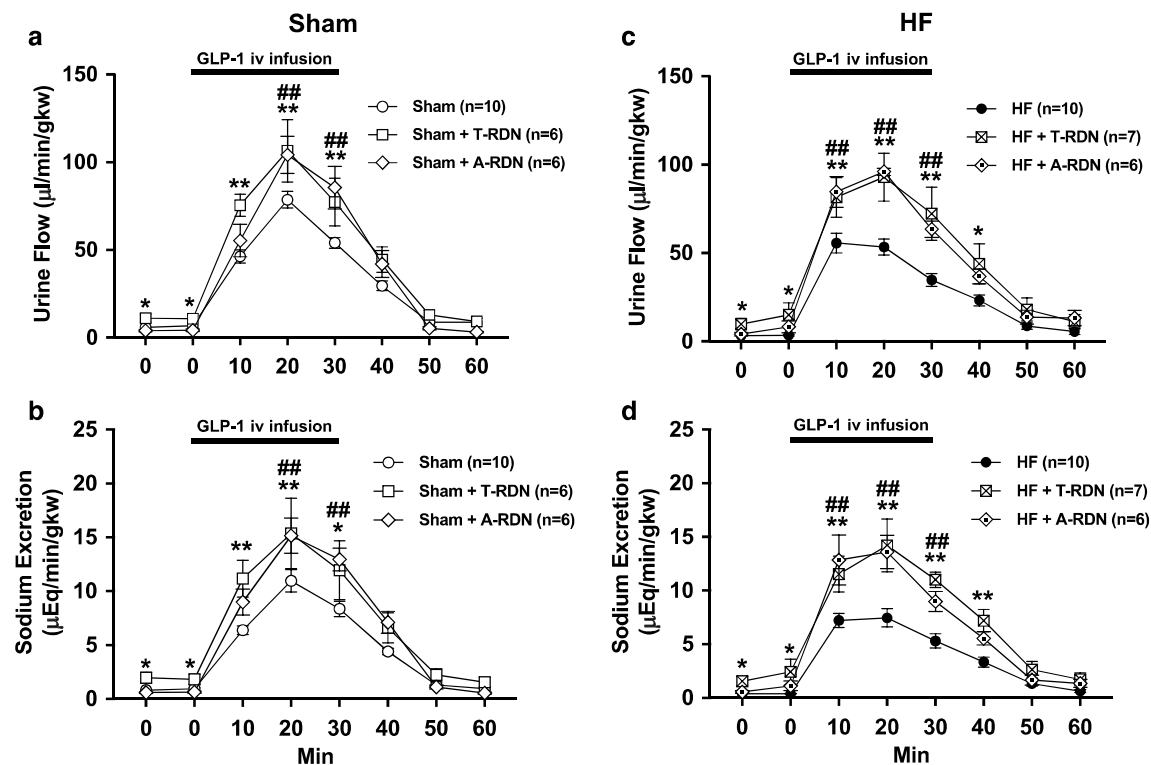 Sham
a
GLP-1 iv infusion
Urine Flow (μl/min/gkw)
150
100
50
0
##
**
##
**
**
*
*
Sham (n=10)
Sham + T-RDN (n=6)
Sham + A-RDN (n=6)
0 0 10 20 30 40 50 60
HF
c
GLP-1 iv infusion
Urine Flow (μl/min/gkw)
150
100
50
0
##
**
##
**
##
**
*
*
*
HF (n=10)
HF + T-RDN (n=7)
HF + A-RDN (n=6)
0 0 10 20 30 40 50 60
b
GLP-1 iv infusion
Sodium Excretion
(μEq/min/gkw)
25
20
15
10
5
0
##
**
##
*
**
*
*
Sham (n=10)
Sham + T-RDN (n=6)
Sham + A-RDN (n=6)
0 0 10 20 30 40 50 60
Min
d
GLP-1 iv infusion
Sodium Excretion
(μEq/min/gkw)
25
20
15
10
5
0
##
**
##
**
##
**
**
*
*
HF (n=10)
HF + T-RDN (n=7)
HF + A-RDN (n=6)
0 0 10 20 30 40 50 60
Min